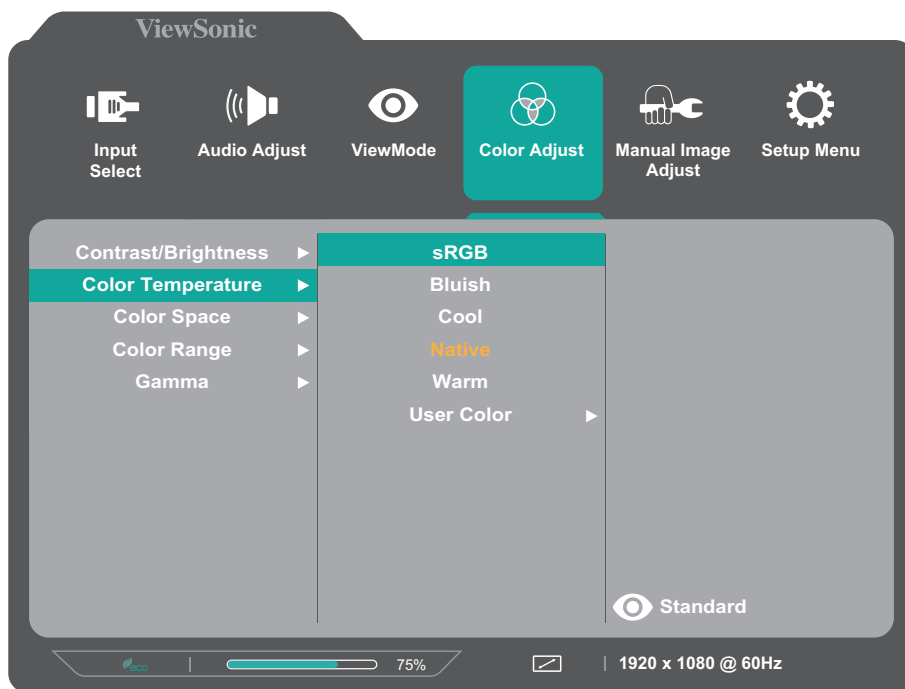 ViewSonic
Input
Select
Audio Adjust
ViewMode
Color Adjust
Manual Image
Adjust
Setup Menu
Contrast/Brightness
Color Temperature
Color Space
Color Range
Gamma
sRGB
Bluish
Cool
Native
Warm
User Color
Standard
eco
75%
1920 x 1080 @ 60Hz